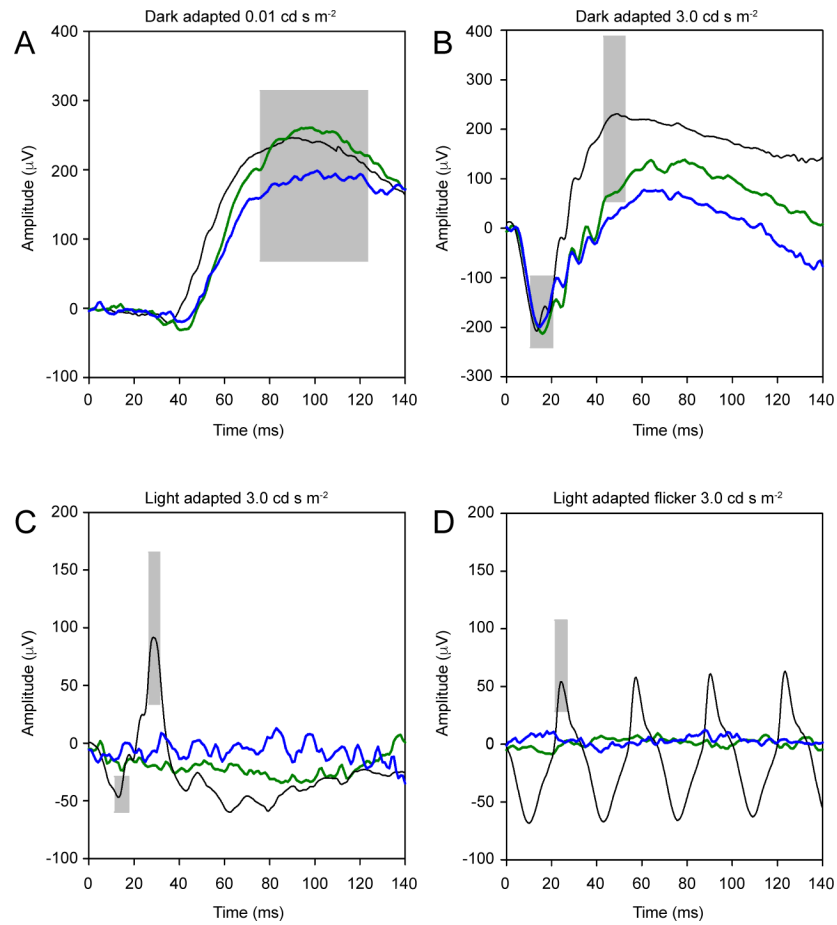 A
Dark adapted 0.01 cd s m-2
400
300
200
100
0
-100
Amplitude (µV)
0 20 40 60 80 100 120 140
Time (ms)
B
Dark adapted 3.0 cd s m-2
400
300
200
100
0
-100
-200
-300
Amplitude (µV)
0 20 40 60 80 100 120 140
Time (ms)
C
Light adapted 3.0 cd s m-2
200
150
100
50
0
-50
-100
Amplitude (µV)
0 20 40 60 80 100 120 140
Time (ms)
D
Light adapted flicker 3.0 cd s m-2
200
150
100
50
0
-50
-100
Amplitude (µV)
0 20 40 60 80 100 120 140
Time (ms)